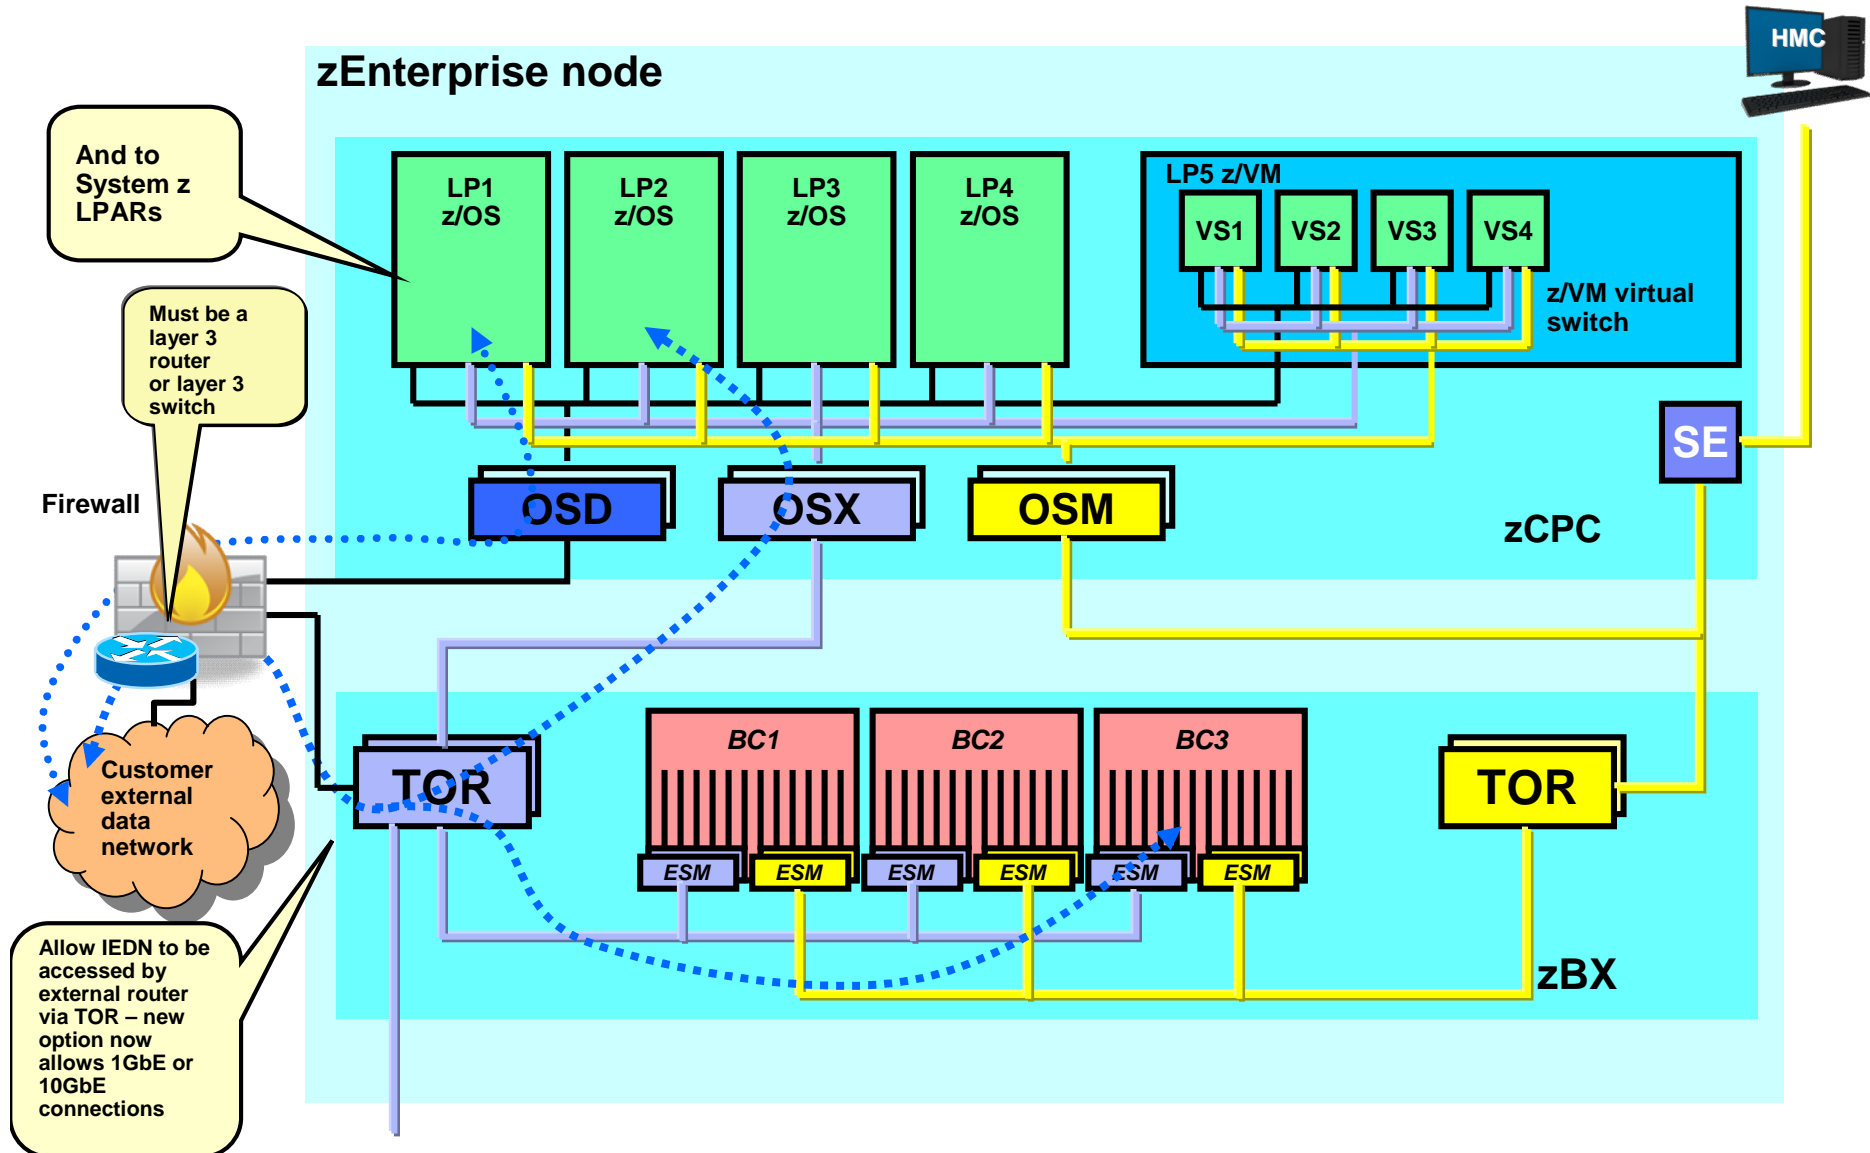 HMC
zEnterprise node
And to
System z
LPARs
LP1
z/OS
LP2
z/OS
LP3
z/OS
LP4
z/OS
LP5 z/VM
VS1
VS2
VS3
VS4
z/VM virtual
switch
Must be a
layer 3
router
or layer 3
switch
SE
Firewall
OSD
OSX
OSM
zCPC
Customer
external
data
network
TOR
BC1
BC2
BC3
TOR
ESM
ESM
ESM
ESM
ESM
ESM
zBX
Allow IEDN to be
accessed by
external router
via TOR – new
option now
allows 1GbE or
10GbE
connections